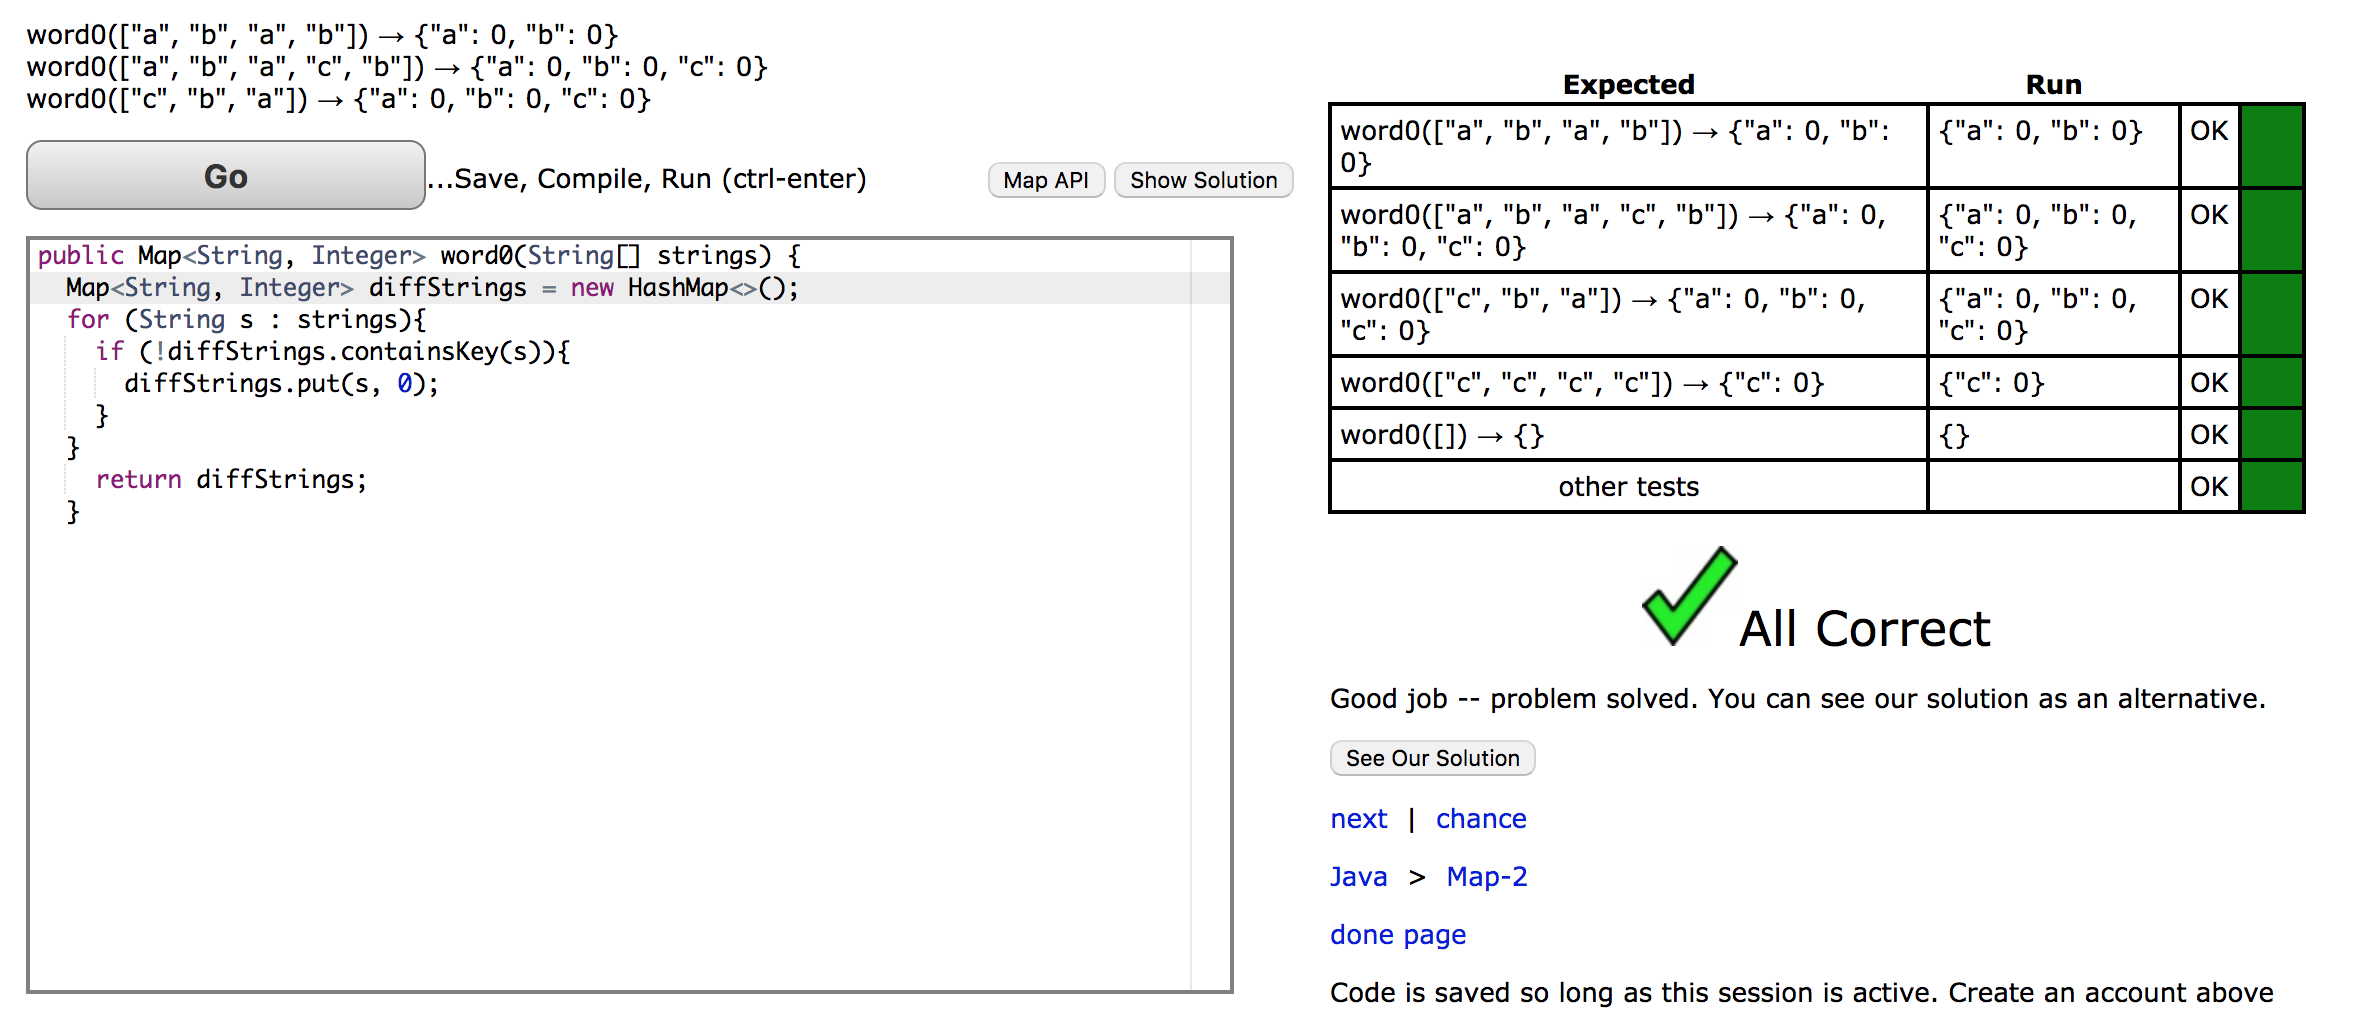 word0(["a", "b", "a", "b"]) → {"a": 0, "b": 0}
word0(["a", "b", "a", "c", "b"]) → {"a": 0, "b": 0, "c": 0}
word0(["c", "b", "a"]) → {"a": 0, "b": 0, "c": 0}
Go ...Save, Compile, Run (ctrl-enter) Map API Show Solution
public Map<String, Integer> word0(String[] strings) {
  Map<String, Integer> diffStrings = new HashMap<>();
  for (String s : strings){
    if (!diffStrings.containsKey(s)){
      diffStrings.put(s, 0);
    }
  }
    return diffStrings;
  }
Expected Run
word0(["a", "b", "a", "b"]) → {"a": 0, "b": {"a": 0, "b": 0} OK
0}
word0(["a", "b", "a", "c", "b"]) → {"a": 0, {"a": 0, "b": 0, OK
"b": 0, "c": 0} "c": 0}
word0(["c", "b", "a"]) → {"a": 0, "b": 0, {"a": 0, "b": 0, OK
"c": 0} "c": 0}
word0(["c", "c", "c", "c"]) → {"c": 0} {"c": 0} OK
word0([]) → {} {} OK
other tests OK
All Correct
Good job -- problem solved. You can see our solution as an alternative.
See Our Solution
next | chance
Java > Map-2
done page
Code is saved so long as this session is active. Create an account above